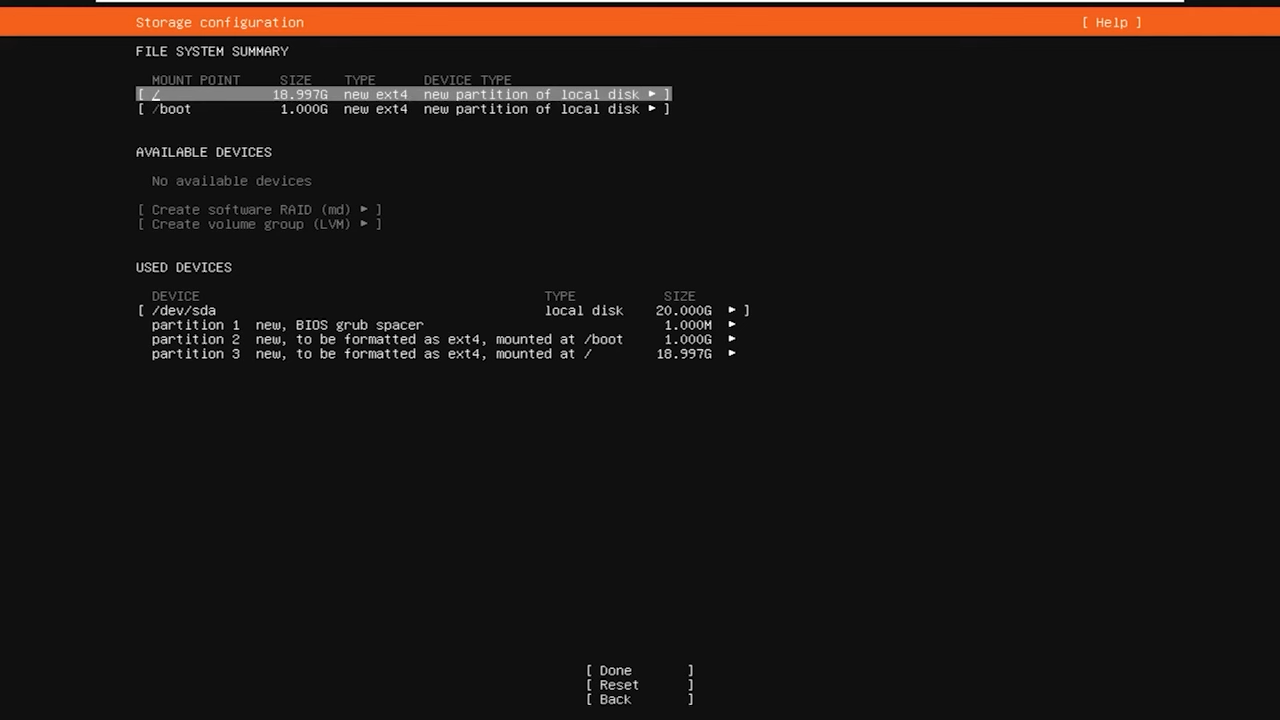 Storage configuration [ Help ]
FILE SYSTEM SUMMARY
MOUNT POINT SIZE TYPE DEVICE TYPE
[ / 18.997G new ext4 new partition of local disk ▸ ]
[ /boot 1.000G new ext4 new partition of local disk ▸ ]
AVAILABLE DEVICES
No available devices
[ Create software RAID (md) ▸ ]
[ Create volume group (LVM) ▸ ]
USED DEVICES
DEVICE TYPE SIZE
[ /dev/sda local disk 20.000G ▸ ]
partition 1 new, BIOS grub spacer 1.000M ▸
partition 2 new, to be formatted as ext4, mounted at /boot 1.000G ▸
partition 3 new, to be formatted as ext4, mounted at / 18.997G ▸
[ Done ]
[ Reset ]
[ Back ]